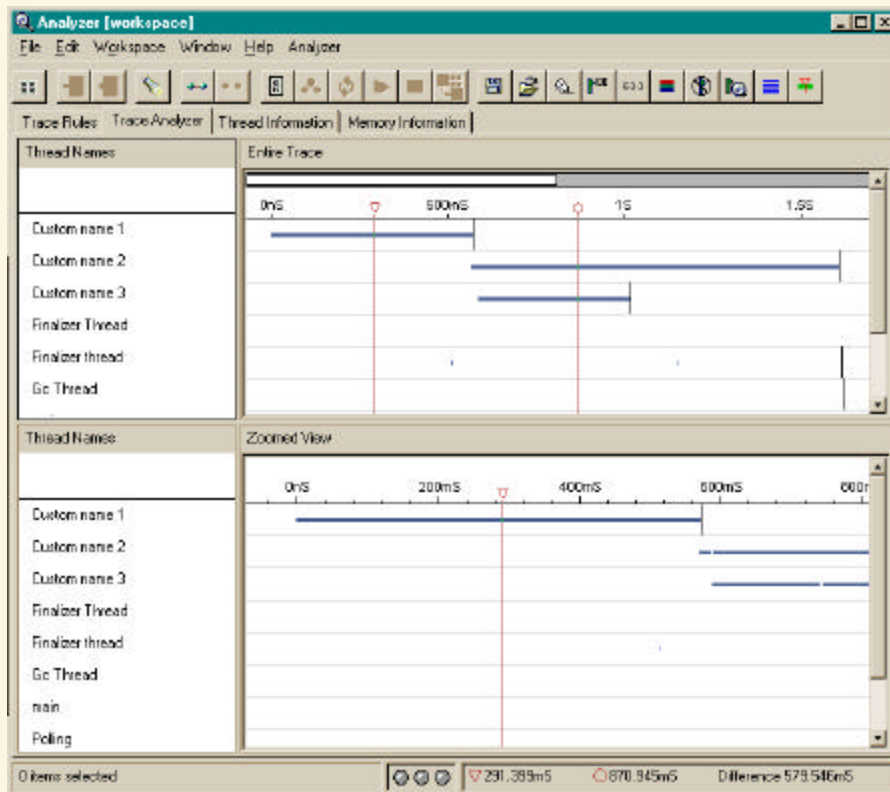 Analyzer [workspace]
File Edit Workspace Window Help Analyzer
Trace Rules Trace Analyzer Thread Information Memory Information
Thread Names Entire Trace
0nS 500mS 1S 1.5S
Custom name 1
Custom name 2
Custom name 3
Finalizer Thread
Finalizer thread
Gc Thread
Thread Names Zoomed View
0nS 200mS 400mS 600mS
Custom name 1
Custom name 2
Custom name 3
Finalizer Thread
Finalizer thread
Gc Thread
main
Polling
0 items selected 291.399mS 870.945mS Difference 579.546mS